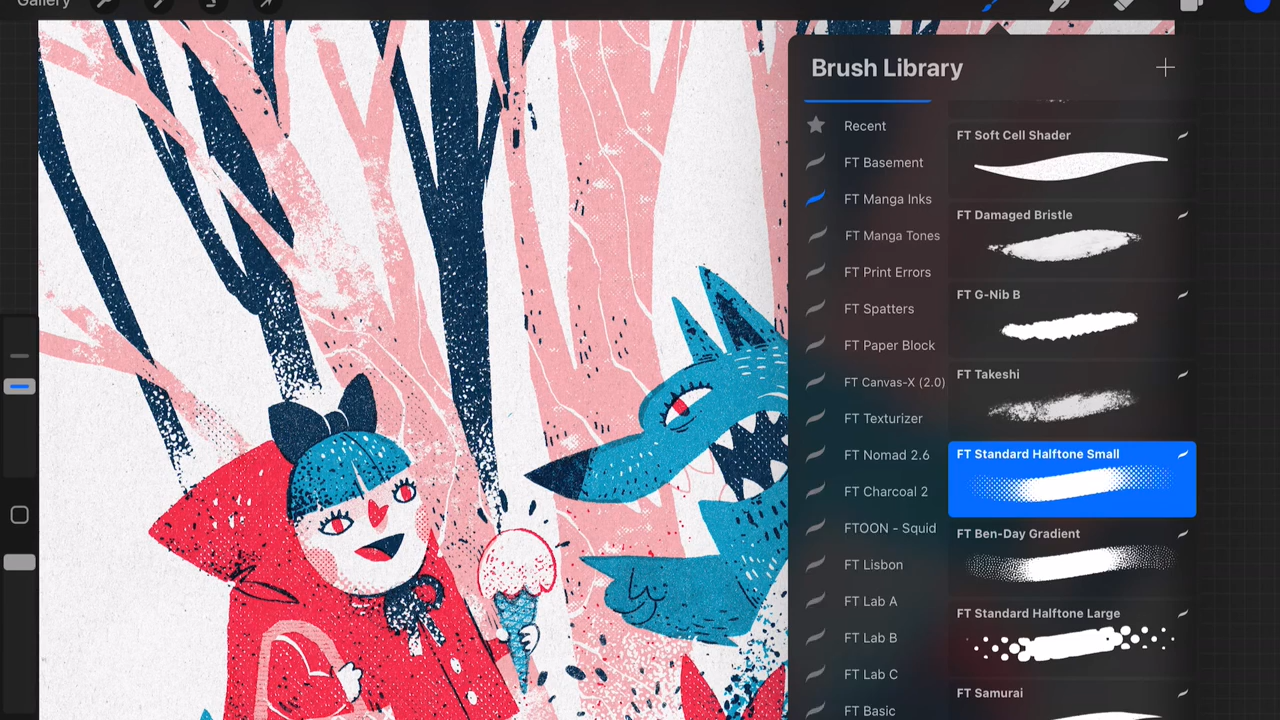 Gallery
Brush Library
Recent
FT Basement
FT Manga Inks
FT Manga Tones
FT Print Errors
FT Spatters
FT Paper Block
FT Canvas-X (2.0)
FT Texturizer
FT Nomad 2.6
FT Charcoal 2
FTOON - Squid
FT Lisbon
FT Lab A
FT Lab B
FT Lab C
FT Basic
FT Soft Cell Shader
FT Damaged Bristle
FT G-Nib B
FT Takeshi
FT Standard Halftone Small
FT Ben-Day Gradient
FT Standard Halftone Large
FT Samurai